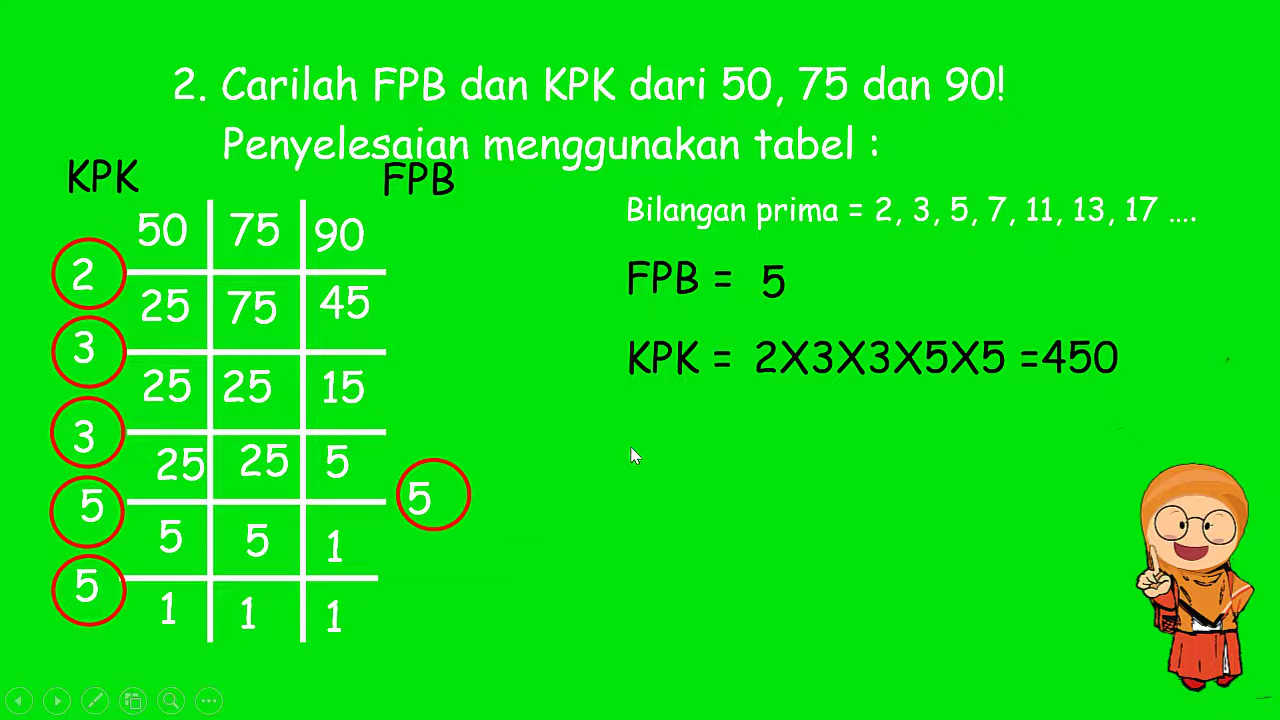 2. Carilah FPB dan KPK dari 50, 75 dan 90!
Penyelesaian menggunakan tabel :
KPK FPB
50 75 90
2
25 75 45
3
25 25 15
3
25 25 5
5 5
5 5 1
5
1 1 1
Bilangan prima = 2, 3, 5, 7, 11, 13, 17 ....
FPB = 5
KPK = 2X3X3X5X5 =450